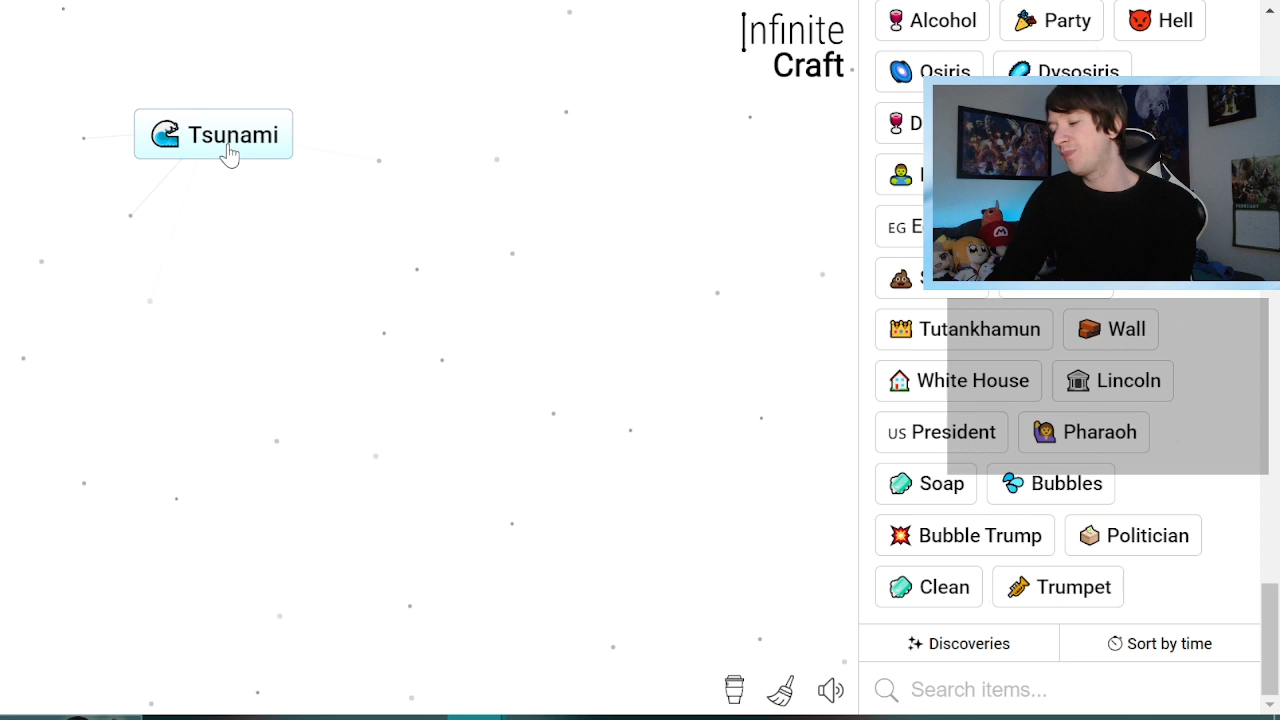 Infinite
Craft
Tsunami
Alcohol
Party
Hell
Osiris
Dysosiris
D
EG E
Tutankhamun
Wall
White House
Lincoln
US President
Pharaoh
Soap
Bubbles
Bubble Trump
Politician
Clean
Trumpet
Discoveries
Sort by time
Search items...